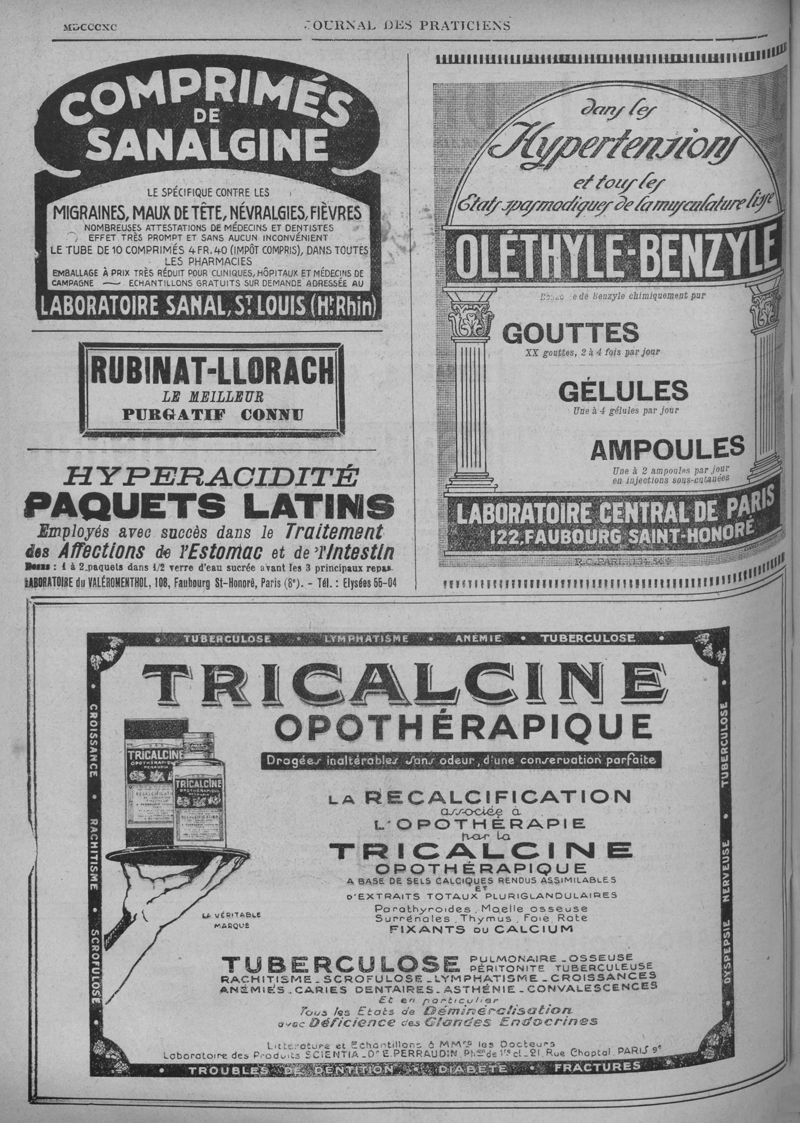 MDCCCXC
JOURNAL DES PRATICIENS
COMPRIMÉS
DE
SANALGINE
LE SPÉCIFIQUE CONTRE LES
MIGRAINES, MAUX DE TÊTE, NÉVRALGIES, FIÈVRES
NOMBREUSES ATTESTATIONS DE MÉDECINS ET DENTISTES
EFFET TRÈS PROMPT ET SANS AUCUN INCONVÉNIENT
LE TUBE DE 10 COMPRIMÉS 4 FR. 40 (IMPÔT COMPRIS), DANS TOUTES
LES PHARMACIES
EMBALLAGE À PRIX TRÈS RÉDUIT POUR CLINIQUES, HÔPITAUX ET MÉDECINS DE
CAMPAGNE — ECHANTILLONS GRATUITS SUR DEMANDE ADRESSÉE AU
LABORATOIRE SANAL, ST LOUIS (Ht Rhin)
RUBINAT-LLORACH
LE MEILLEUR
PURGATIF CONNU
HYPERACIDITÉ
PAQUETS LATINS
Employés avec succès dans le Traitement
des Affections de l'Estomac et de l'Intestin
DOSES : 1 à 2 paquets dans 1/2 verre d'eau sucrée avant les 3 principaux repas
LABORATOIRE du VALÉROMENTHOL, 108, Faubourg St-Honoré, Paris (8e). - Tél. : Elysées 55-04
dans les
Hypertensions
et tous les
Etats spasmodiques de la musculature lisse
OLÉTHYLE-BENZYLE
de Benzyle chimiquement pur
GOUTTES
XX gouttes, 2 à 4 fois par jour
GÉLULES
Une à 4 gélules par jour
AMPOULES
Une à 2 ampoules par jour
en injections sous-cutanées
LABORATOIRE CENTRAL DE PARIS
122, FAUBOURG SAINT-HONORÉ
R.C. PARIS
TUBERCULOSE • LYMPHATISME • ANÉMIE • TUBERCULOSE
CROISSANCE • RACHITISME • SCROFULOSE
TRICALCINE
OPOTHÉRAPIQUE
Dragées inaltérables sans odeur, d'une conservation parfaite
TRICALCINE
OPOTHÉRAPIQUE
TRICALCINE
OPOTHÉRAPIQUE
LA VÉRITABLE
MARQUE
LA RECALCIFICATION
associée à
L'OPOTHÉRAPIE
par la
TRICALCINE
OPOTHÉRAPIQUE
A BASE DE SELS CALCIQUES RENDUS ASSIMILABLES
ET
D'EXTRAITS TOTAUX PLURIGLANDULAIRES
Parathyroides, Moelle osseuse
Surrénales, Thymus, Foie, Rate
FIXANTS DU CALCIUM
TUBERCULOSE PULMONAIRE - OSSEUSE
PÉRITONITE TUBERCULEUSE
RACHITISME - SCROFULOSE - LYMPHATISME - CROISSANCES
ANÉMIES - CARIES DENTAIRES - ASTHÉNIE - CONVALESCENCES
Et en particulier
Tous les Etats de Déminéralisation
avec Déficience des Glandes Endocrines
Littérature et Echantillons à MMrs les Docteurs
Laboratoire des Produits SCIENTIA - Dr E. PERRAUDIN, Phien de 1re cl - 21, Rue Chaptal, PARIS 9e
TUBERCULOSE • DYSPEPSIE NERVEUSE
TROUBLES DE DENTITION • DIABÈTE • FRACTURES